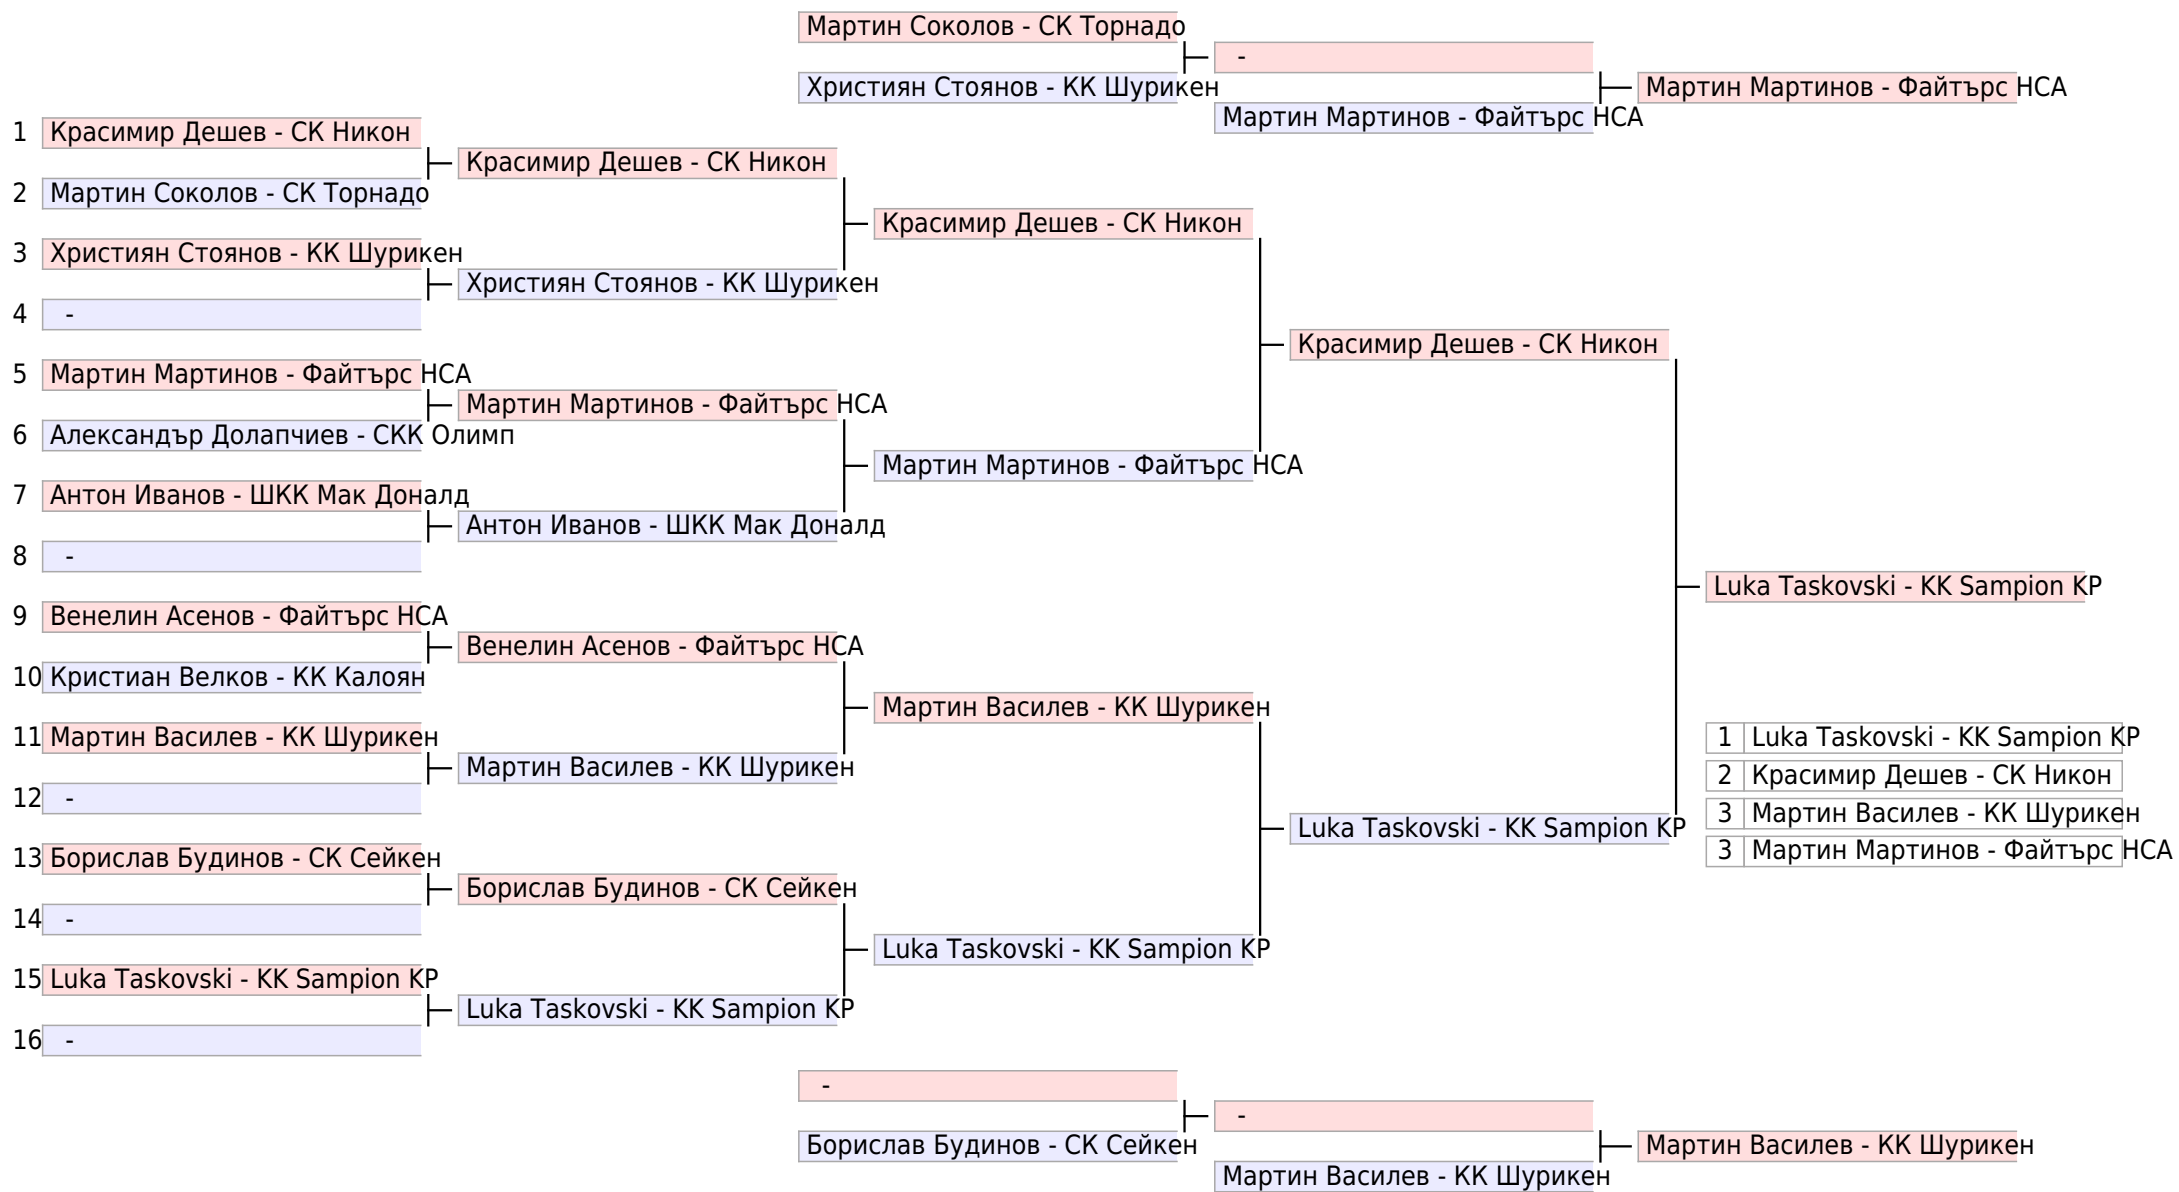 Мартин Соколов - СК Торнадо
-
Християн Стоянов - КК Шурикен
Мартин Мартинов - Файтърс НСА
Мартин Мартинов - Файтърс НСА
1 Красимир Дешев - СК Никон
Красимир Дешев - СК Никон
2 Мартин Соколов - СК Торнадо
Красимир Дешев - СК Никон
3 Християн Стоянов - КК Шурикен
Християн Стоянов - КК Шурикен
4 -
Красимир Дешев - СК Никон
5 Мартин Мартинов - Файтърс НСА
Мартин Мартинов - Файтърс НСА
6 Александър Долапчиев - СКК Олимп
Мартин Мартинов - Файтърс НСА
7 Антон Иванов - ШКК Мак Доналд
Антон Иванов - ШКК Мак Доналд
8 -
Luka Taskovski - KK Sampion KP
9 Венелин Асенов - Файтърс НСА
Венелин Асенов - Файтърс НСА
10 Кристиан Велков - КК Калоян
Мартин Василев - КК Шурикен
11 Мартин Василев - КК Шурикен
Мартин Василев - КК Шурикен
12 -
Luka Taskovski - KK Sampion KP
1 Luka Taskovski - KK Sampion KP
2 Красимир Дешев - СК Никон
3 Мартин Василев - КК Шурикен
3 Мартин Мартинов - Файтърс НСА
13 Борислав Будинов - СК Сейкен
Борислав Будинов - СК Сейкен
14 -
Luka Taskovski - KK Sampion KP
15 Luka Taskovski - KK Sampion KP
Luka Taskovski - KK Sampion KP
16 -
-
-
Борислав Будинов - СК Сейкен
Мартин Василев - КК Шурикен
Мартин Василев - КК Шурикен